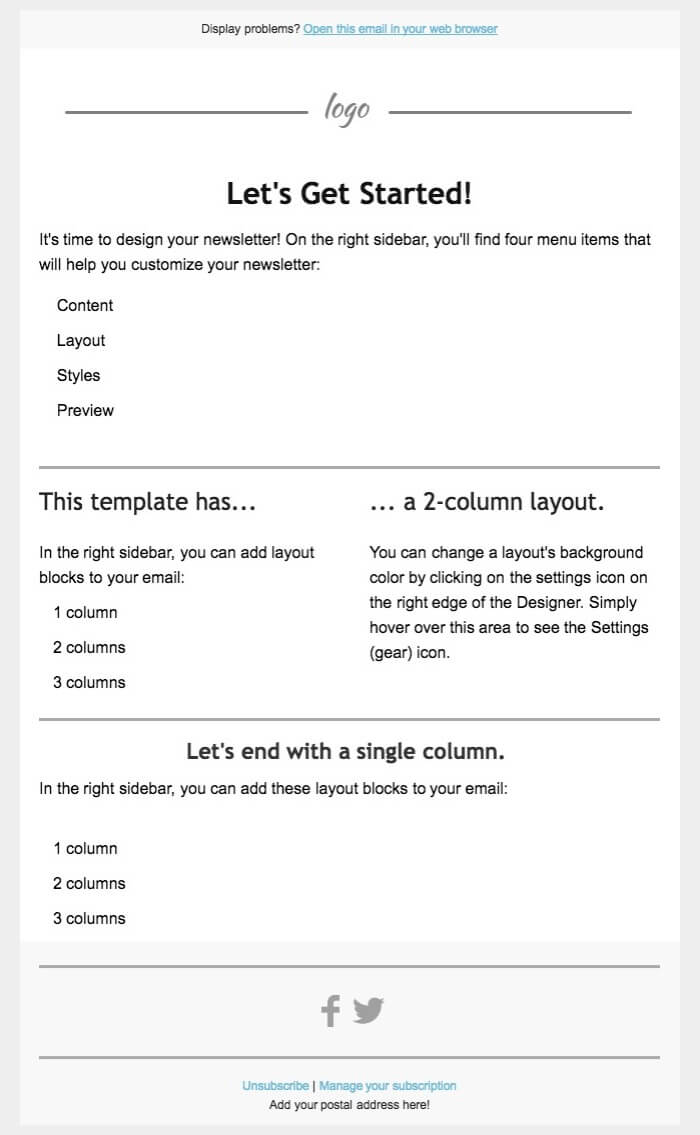 Display problems? Open this email in your web browser
logo
Let's Get Started!
It's time to design your newsletter! On the right sidebar, you'll find four menu items that
will help you customize your newsletter:
Content
Layout
Styles
Preview
This template has...
In the right sidebar, you can add layout
blocks to your email:
1 column
2 columns
3 columns
... a 2-column layout.
You can change a layout's background
color by clicking on the settings icon on
the right edge of the Designer. Simply
hover over this area to see the Settings
(gear) icon.
Let's end with a single column.
In the right sidebar, you can add these layout blocks to your email:
1 column
2 columns
3 columns
Unsubscribe | Manage your subscription
Add your postal address here!